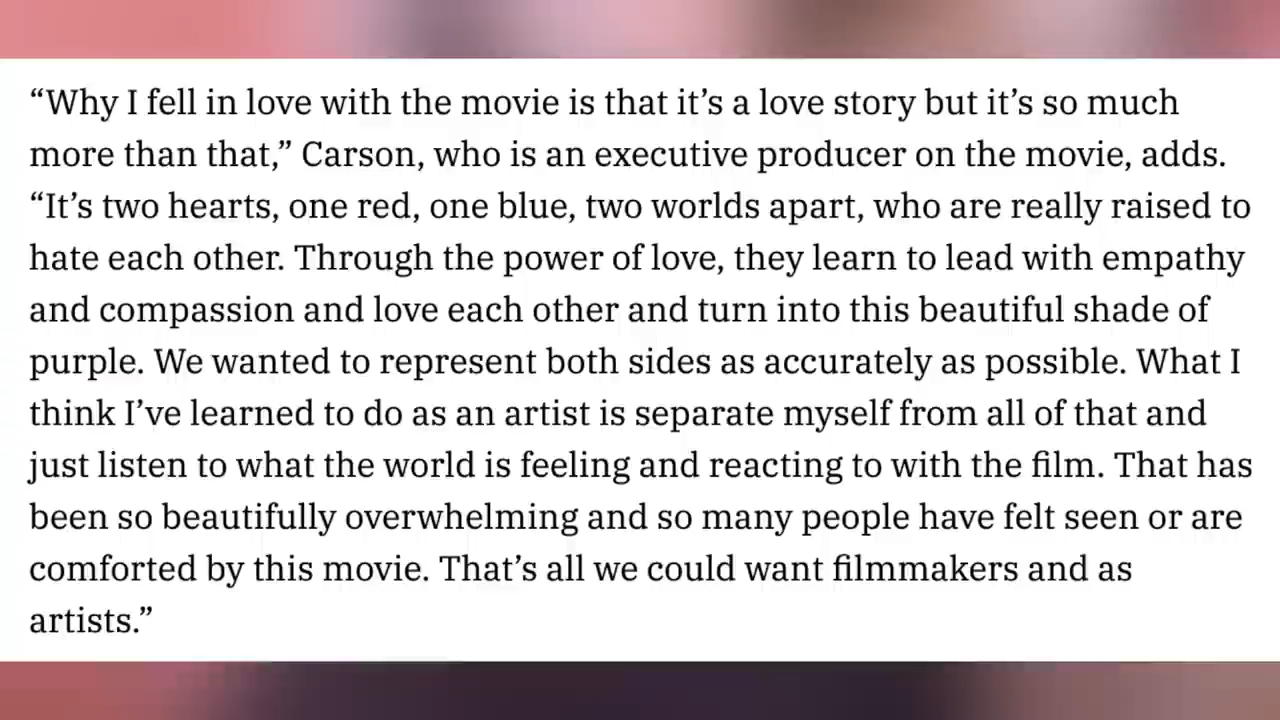 “Why I fell in love with the movie is that it’s a love story but it’s so much
more than that,” Carson, who is an executive producer on the movie, adds.
“It’s two hearts, one red, one blue, two worlds apart, who are really raised to
hate each other. Through the power of love, they learn to lead with empathy
and compassion and love each other and turn into this beautiful shade of
purple. We wanted to represent both sides as accurately as possible. What I
think I’ve learned to do as an artist is separate myself from all of that and
just listen to what the world is feeling and reacting to with the film. That has
been so beautifully overwhelming and so many people have felt seen or are
comforted by this movie. That’s all we could want filmmakers and as
artists.”